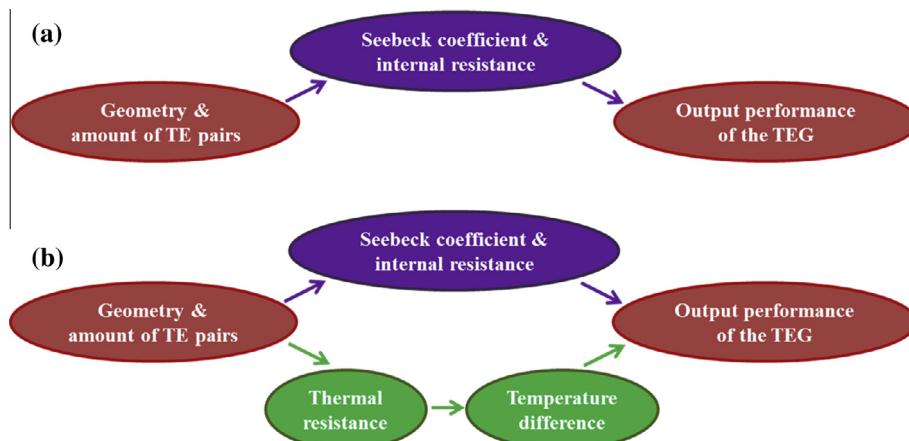 (a)
Seebeck coefficient &
internal resistance
Geometry &
amount of TE pairs
Output performance
of the TEG
(b)
Seebeck coefficient &
internal resistance
Geometry &
amount of TE pairs
Output performance
of the TEG
Thermal
resistance
Temperature
difference